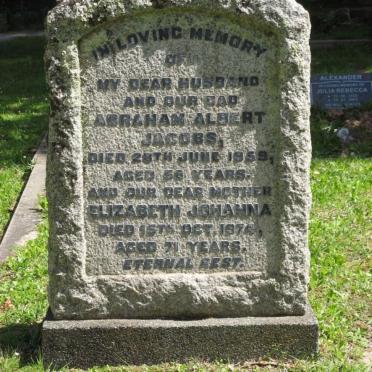 IN LOVING MEMORY
OF
MY DEAR HUSBAND
AND OUR DAD
ABRAHAM ALBERT
JACOBS,
DIED 28TH JUNE 1959,
AGED 58 YEARS.
AND OUR DEAR MOTHER
ELIZABETH JOHANNA
DIED 15TH OCT. 1974,
AGED 71 YEARS.
ETERNAL REST.
ALEXANDER
JULIA REBECCA